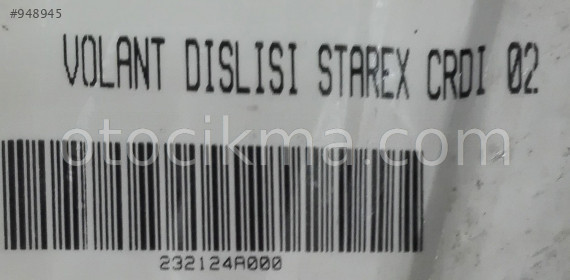 #948945
VOLANT DISLISI STAREX CRDI 02
otocikma.com
232124A000